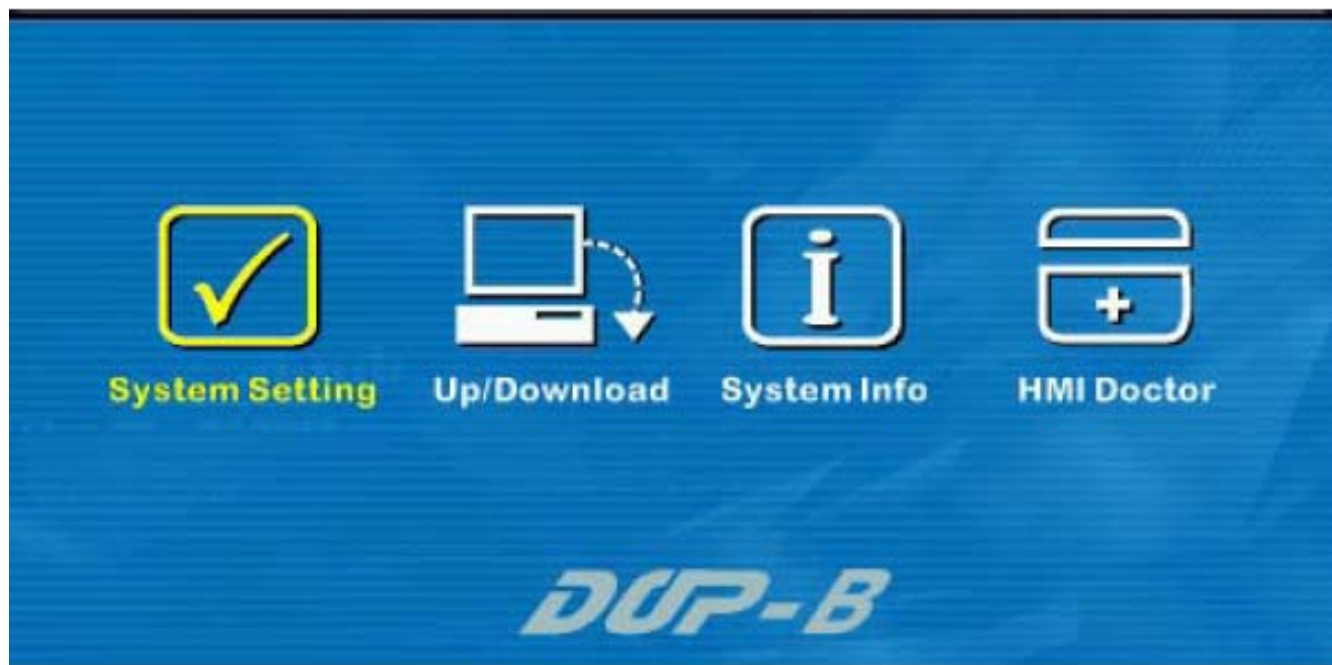 System Setting
Up/Download
System Info
HMI Doctor
DOP-B